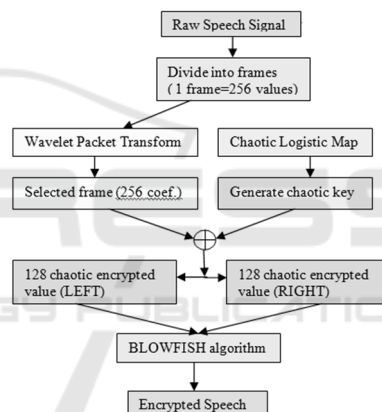 Raw Speech Signal
Divide into frames
( 1 frame=256 values)
Wavelet Packet Transform
Chaotic Logistic Map
Selected frame (256 coef.)
Generate chaotic key
128 chaotic encrypted
value (LEFT)
128 chaotic encrypted
value (RIGHT)
BLOWFISH algorithm
Encrypted Speech